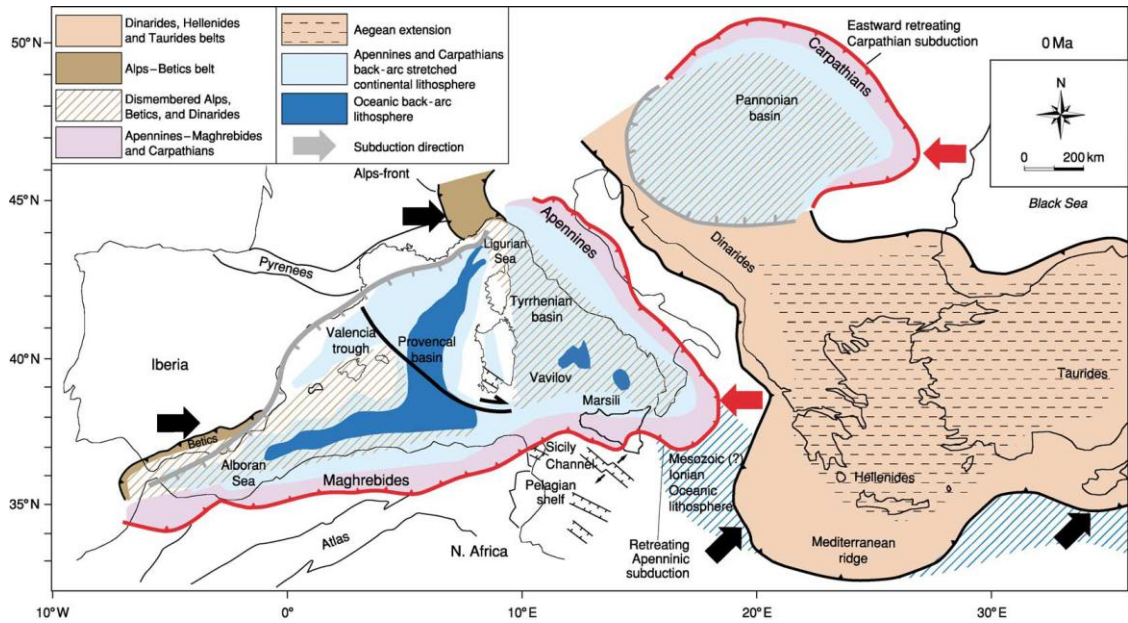 Dinarides, Hellenides
and Taurides belts
Alps–Betics belt
Dismembered Alps,
Betics, and Dinarides
Apennines–Maghrebides
and Carpathians
Aegean extension
Apennines and Carpathians
back-arc stretched
continental lithosphere
Oceanic back-arc
lithosphere
Subduction direction
Eastward retreating
Carpathian subduction
0 Ma
N
0 200 km
Black Sea
Carpathians
Pannonian
basin
Alps-front
Pyrenees
Ligurian
Sea
Apennines
Dinarides
Tyrrhenian
basin
Valencia
trough
Provencal
basin
Iberia
Vavilov
Marsili
Taurides
Betics
Alboran
Sea
Maghrebides
Sicily
Channel
Pelagian
shelf
Mesozoic (?)
Ionian
Oceanic
lithosphere
Hellenides
Atlas
N. Africa
Retreating
Apenninic
subduction
Mediterranean
ridge
50°N
45°N
40°N
35°N
10°W
0°
10°E
20°E
30°E